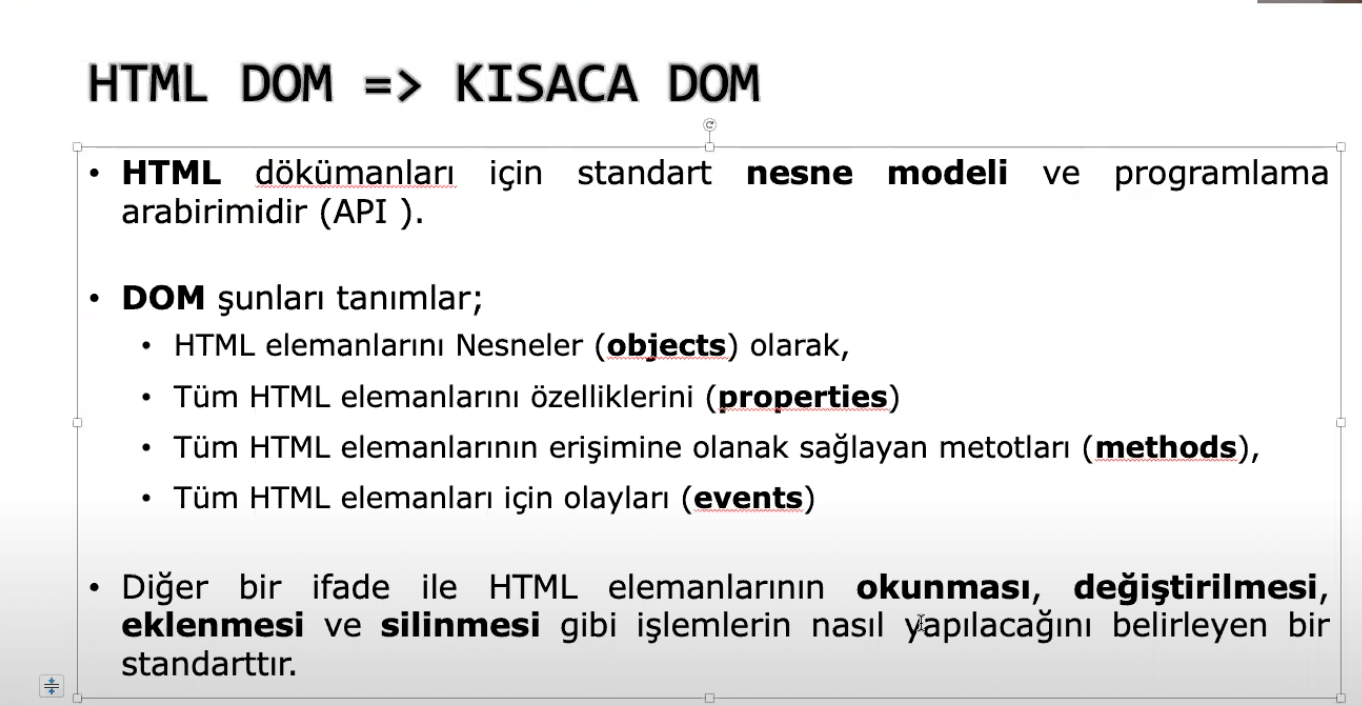 HTML DOM => KISACA DOM
• HTML dökümanları için standart nesne modeli ve programlama
arabirimidir (API ).
• DOM şunları tanımlar;
• HTML elemanlarını Nesneler (objects) olarak,
• Tüm HTML elemanlarını özelliklerini (properties)
• Tüm HTML elemanlarının erişimine olanak sağlayan metotları (methods),
• Tüm HTML elemanları için olayları (events)
• Diğer bir ifade ile HTML elemanlarının okunması, değiştirilmesi,
eklenmesi ve silinmesi gibi işlemlerin nasıl yapılacağını belirleyen bir
standarttır.